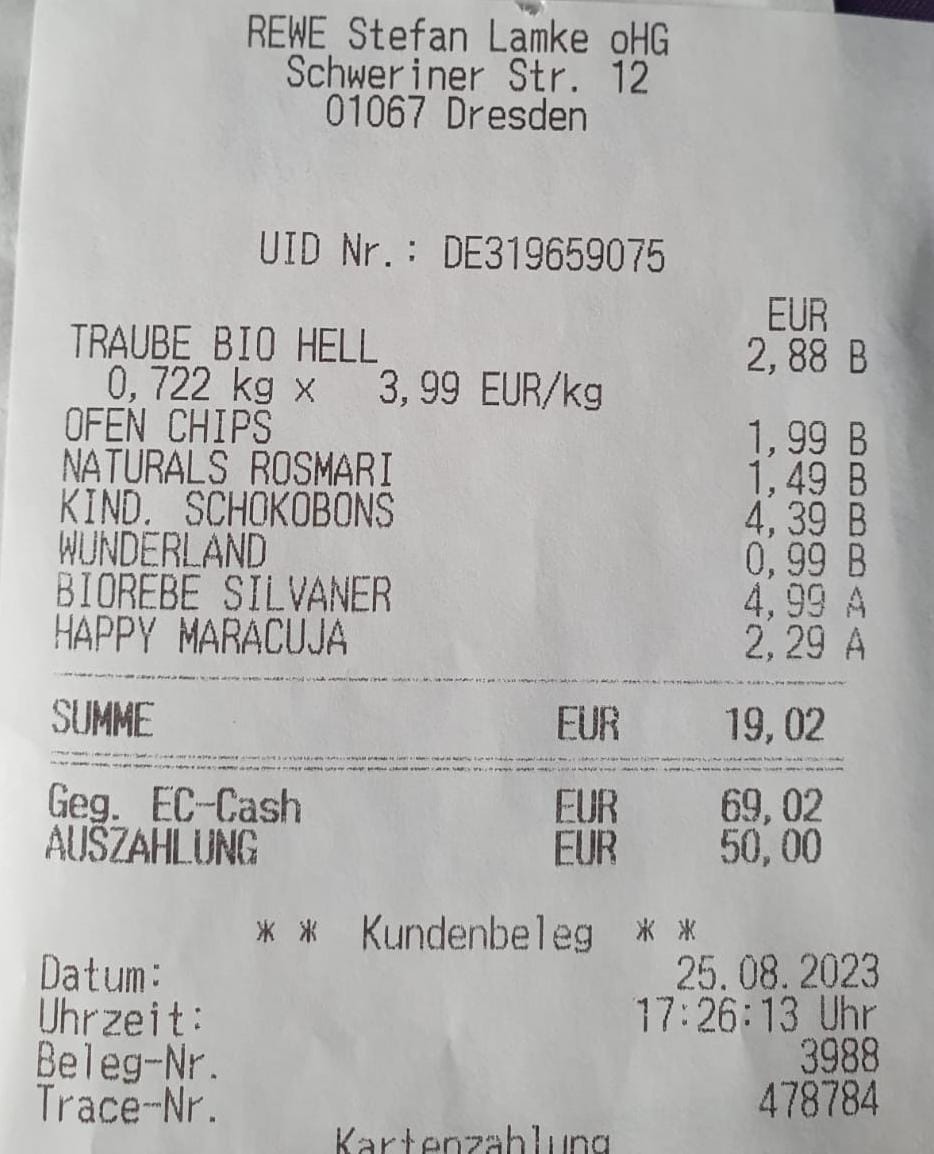 REWE Stefan Lamke oHG
Schweriner Str. 12
01067 Dresden
UID Nr.: DE319659075
EUR
TRAUBE BIO HELL 2,88 B
0,722 kg x 3,99 EUR/kg
OFEN CHIPS 1,99 B
NATURALS ROSMARI 1,49 B
KIND. SCHOKOBONS 4,39 B
WUNDERLAND 0,99 B
BIOREBE SILVANER 4,99 A
HAPPY MARACUJA 2,29 A
SUMME EUR 19,02
Geg. EC-Cash EUR 69,02
AUSZAHLUNG EUR 50,00
* * Kundenbeleg * *
Datum: 25.08.2023
Uhrzeit: 17:26:13 Uhr
Beleg-Nr. 3988
Trace-Nr. 478784
Kartenzahlung